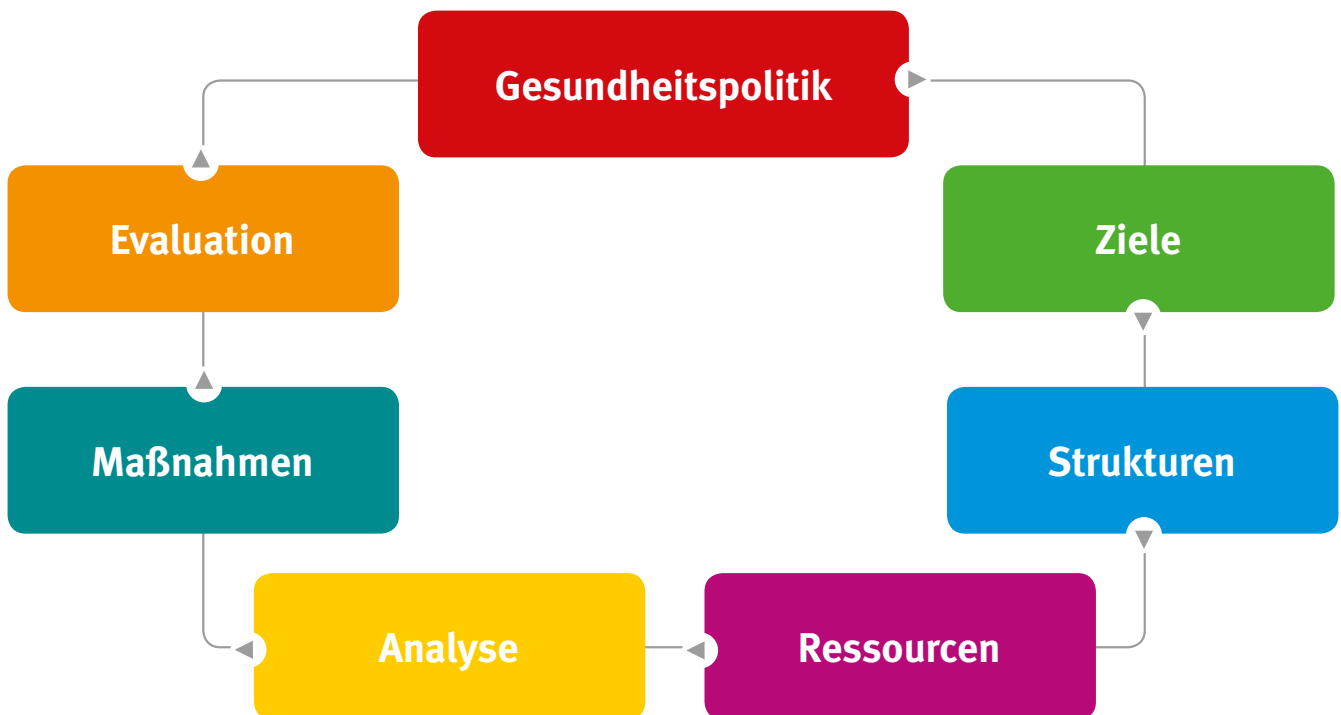 Gesundheitspolitik
Evaluation
Ziele
Maßnahmen
Strukturen
Analyse
Ressourcen